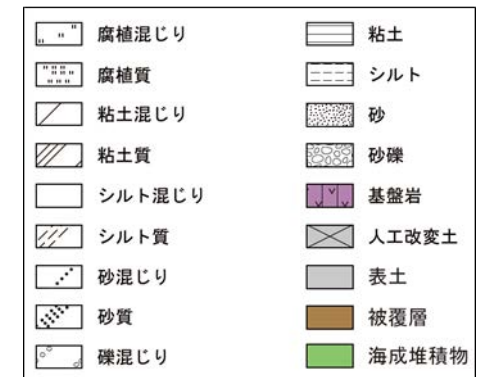 腐植混じり
腐植質
粘土混じり
粘土質
シルト混じり
シルト質
砂混じり
砂質
礫混じり
粘土
シルト
砂
砂礫
基盤岩
人工改変土
表土
被覆層
海成堆積物